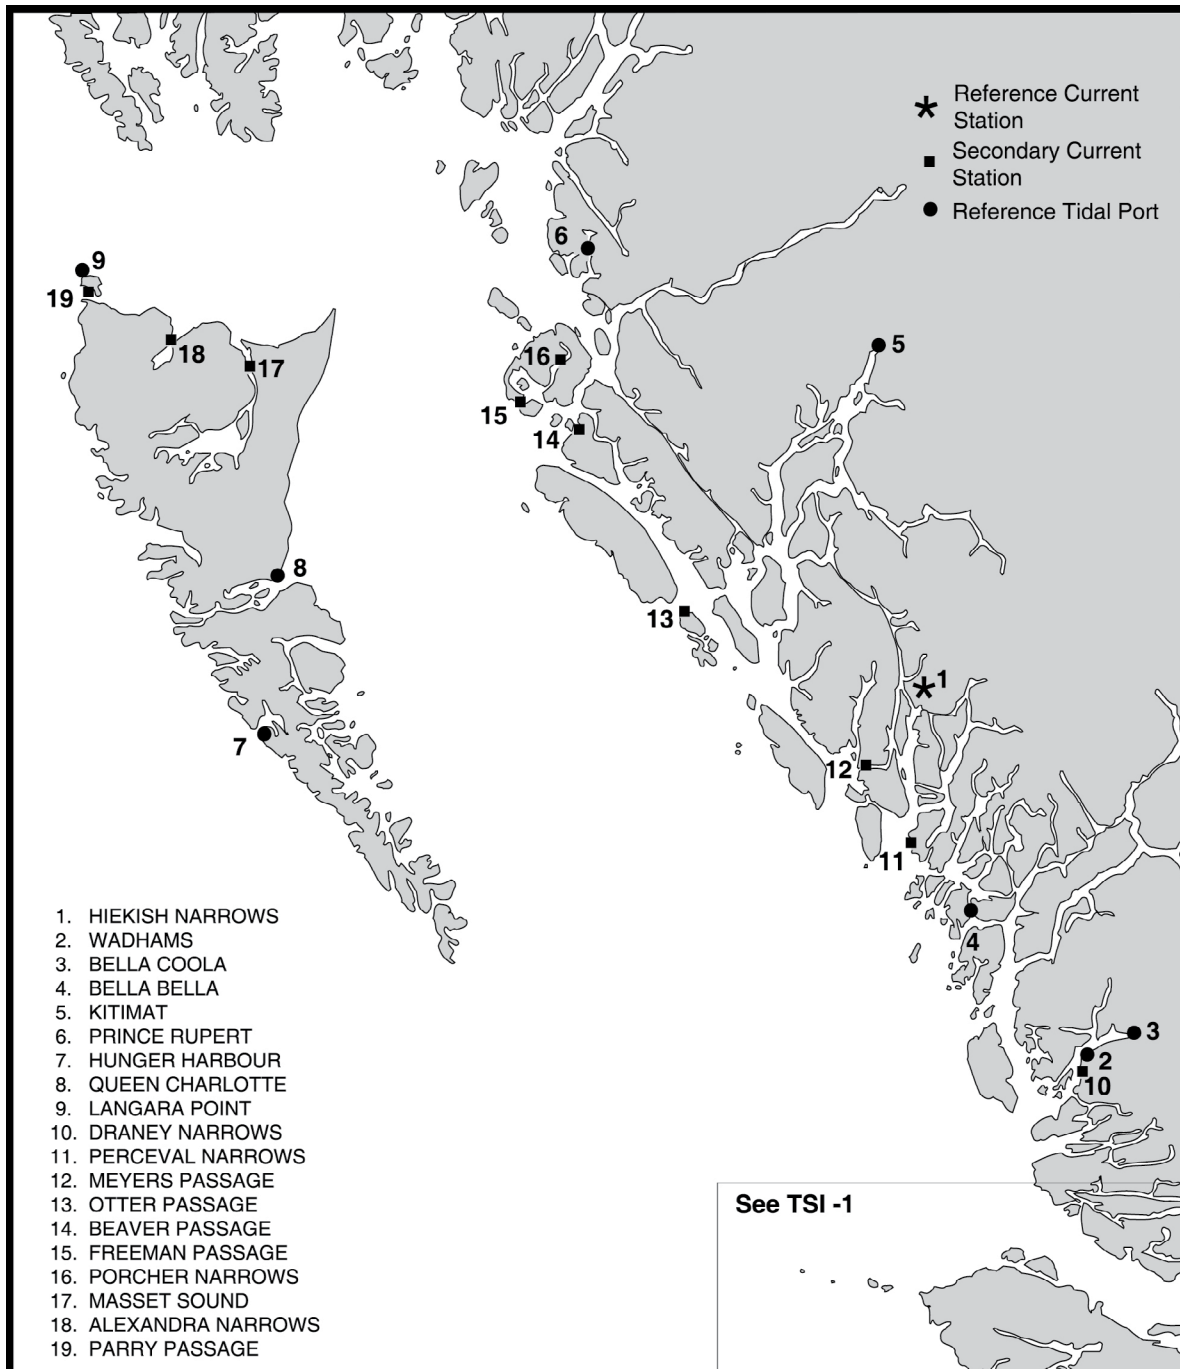 Reference Current
Station
Secondary Current
Station
Reference Tidal Port
6
9
19
18
17
16
5
15
14
8
13
1
7
12
11
4
3
2
10
1. HIEKISH NARROWS
2. WADHAMS
3. BELLA COOLA
4. BELLA BELLA
5. KITIMAT
6. PRINCE RUPERT
7. HUNGER HARBOUR
8. QUEEN CHARLOTTE
9. LANGARA POINT
10. DRANEY NARROWS
11. PERCEVAL NARROWS
12. MEYERS PASSAGE
13. OTTER PASSAGE
14. BEAVER PASSAGE
15. FREEMAN PASSAGE
16. PORCHER NARROWS
17. MASSET SOUND
18. ALEXANDRA NARROWS
19. PARRY PASSAGE
See TSI -1